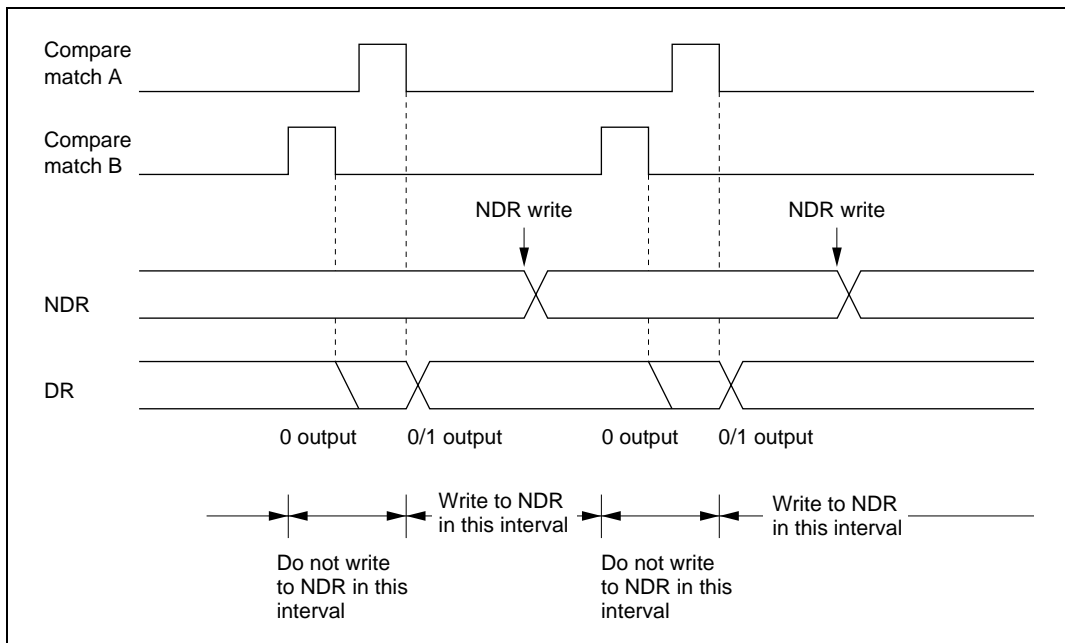 Compare
match A
Compare
match B
NDR write
NDR write
NDR
DR
0 output
0/1 output
0 output
0/1 output
Write to NDR
in this interval
Write to NDR
in this interval
Do not write
to NDR in this
interval
Do not write
to NDR in this
interval